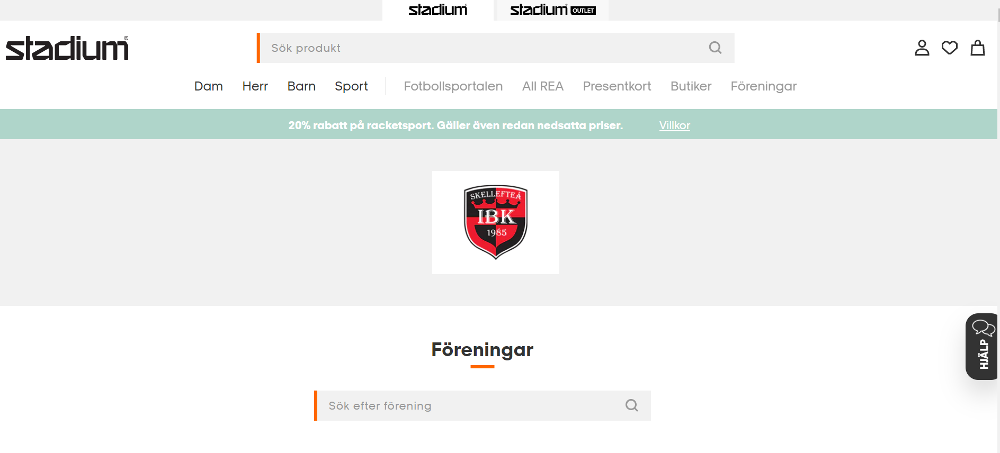 stadium stadium OUTLET
stadium®
Sök produkt
Dam Herr Barn Sport Fotbollsportalen All REA Presentkort Butiker Föreningar
20% rabatt på racketsport. Gäller även redan nedsatta priser. Villkor
SKELLEFTEÅ
IBK
1985
Föreningar
HJÄLP
Sök efter förening